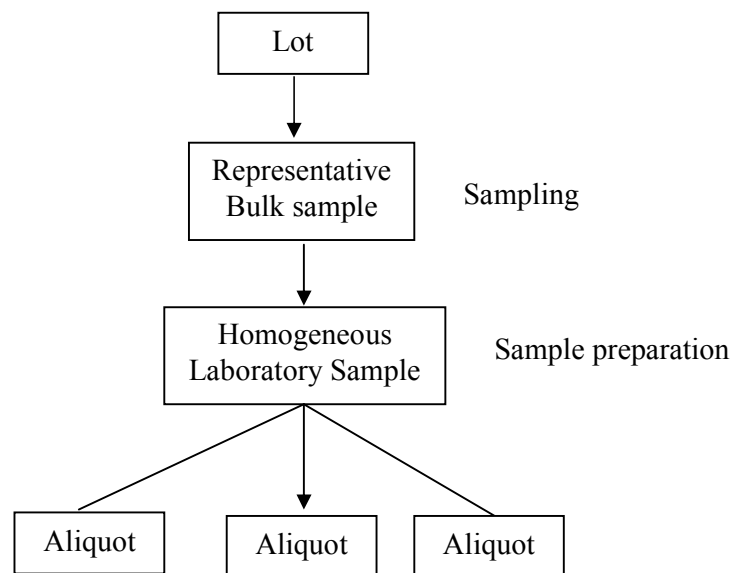 Lot
Representative
Bulk sample
Sampling
Homogeneous
Laboratory Sample
Sample preparation
Aliquot
Aliquot
Aliquot